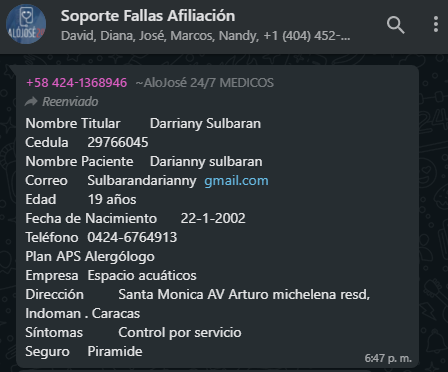 Soporte Fallas Afiliación
David, Diana, José, Marcos, Nandy, +1 (404) 452-...
ALÓJOSÉ
+58 424-1368946 ~AloJosé 24/7 MEDICOS
Reenviado
Nombre Titular Darriany Sulbaran
Cedula 29766045
Nombre Paciente Darianny sulbaran
Correo Sulbarandarianny gmail.com
Edad 19 años
Fecha de Nacimiento 22-1-2002
Teléfono 0424-6764913
Plan APS Alergólogo
Empresa Espacio acuáticos
Dirección Santa Monica AV Arturo michelena resd,
Indoman . Caracas
Síntomas Control por servicio
Seguro Piramide
6:47 p. m.